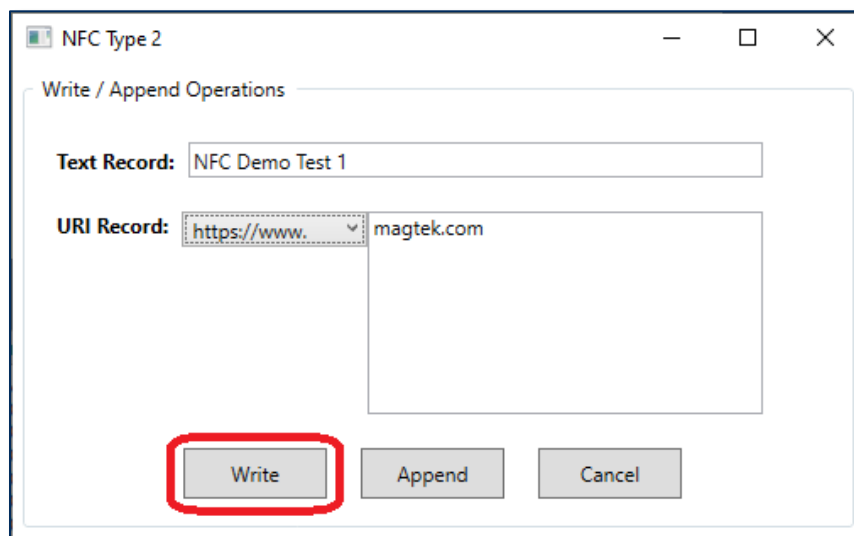 NFC Type 2
Write / Append Operations
Text Record: NFC Demo Test 1
URI Record: https://www. magtek.com
Write Append Cancel